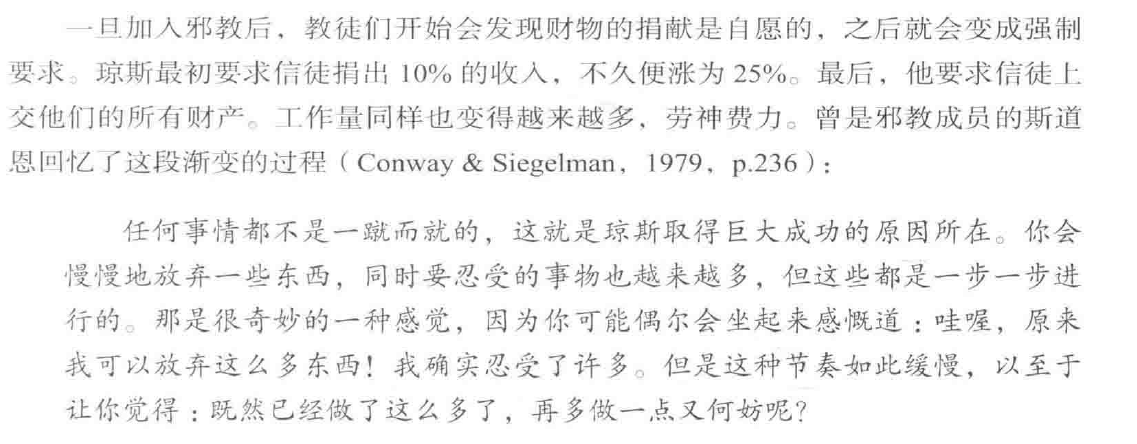 一旦加入邪教后，教徒们开始会发现财物的捐献是自愿的，之后就会变成强制
要求。琼斯最初要求信徒捐出 10% 的收入，不久便涨为 25%。最后，他要求信徒上
交他们的所有财产。工作量同样也变得越来越多，劳神费力。曾是邪教成员的斯道
恩回忆了这段渐变的过程（Conway & Siegelman，1979，p.236）：
任何事情都不是一蹴而就的，这就是琼斯取得巨大成功的原因所在。你会
慢慢地放弃一些东西，同时要忍受的事物也越来越多，但这些都是一步一步进
行的。那是很奇妙的一种感觉，因为你可能偶尔会坐起来感慨道：哇喔，原来
我可以放弃这么多东西！我确实忍受了许多。但是这种节奏如此缓慢，以至于
让你觉得：既然已经做了这么多了，再多做一点又何妨呢？